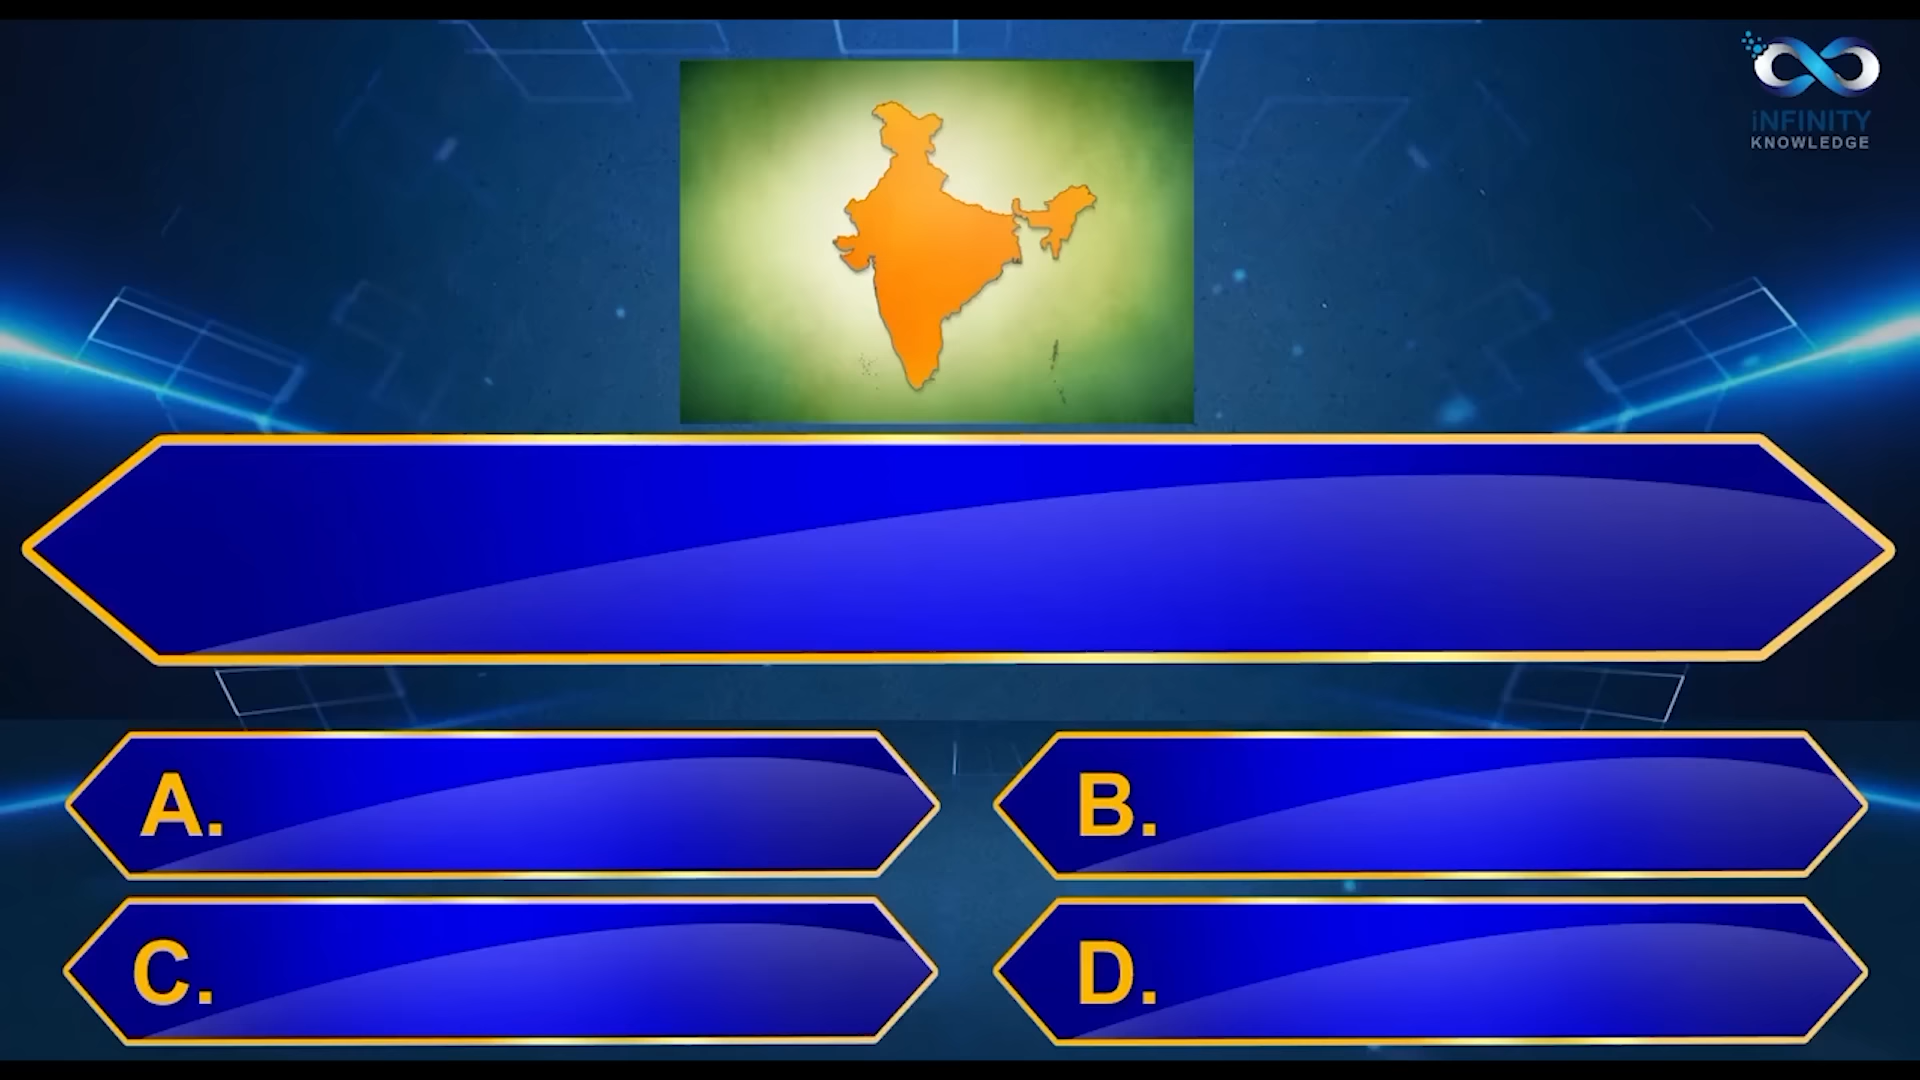 iNFINITY
KNOWLEDGE
A.
B.
C.
D.